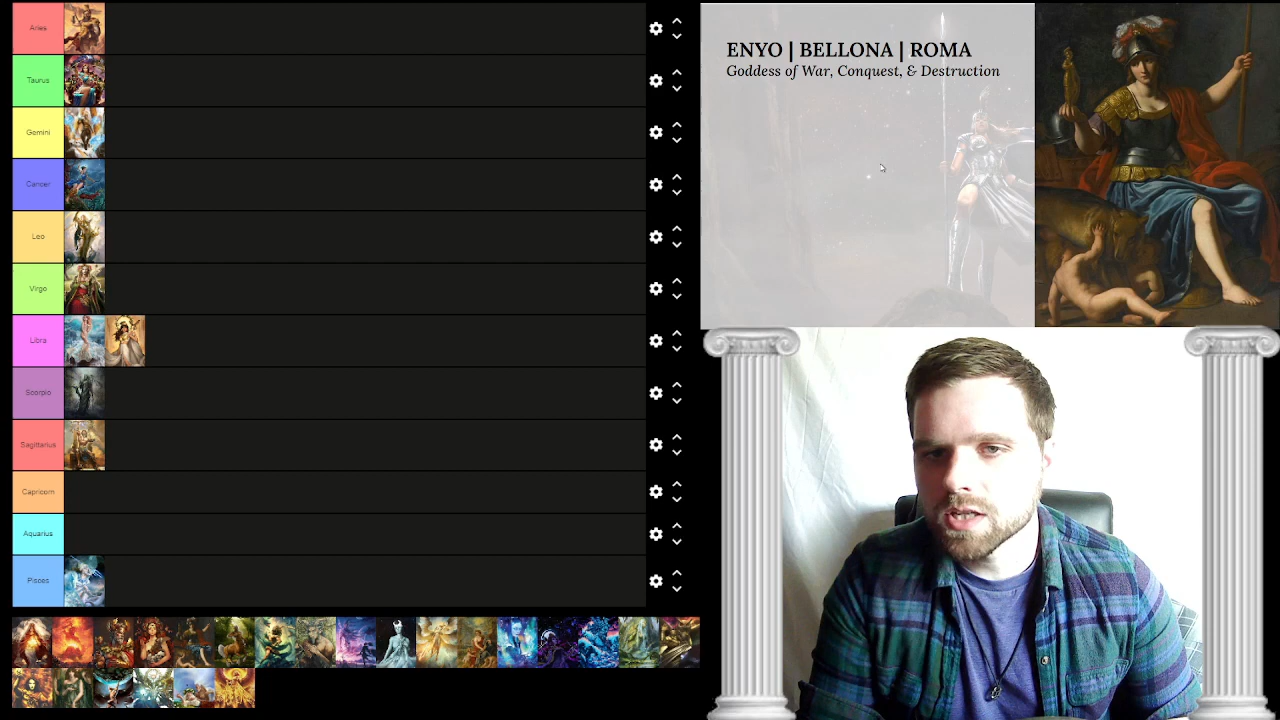 Aries
Taurus
Gemini
Cancer
Leo
Virgo
Libra
Scorpio
Sagittarius
Capricorn
Aquarius
Pisces
ENYO | BELLONA | ROMA
Goddess of War, Conquest, & Destruction